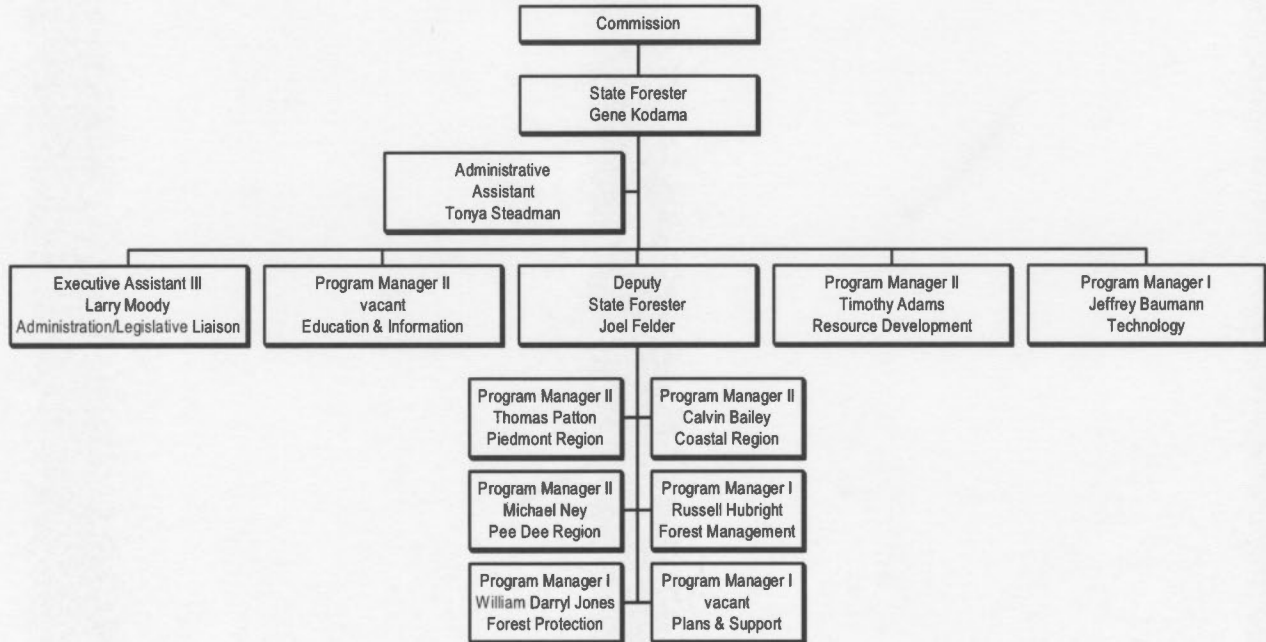 Commission
State Forester
Gene Kodama
Administrative
Assistant
Tonya Steadman
Executive Assistant III
Larry Moody
Administration/Legislative Liaison
Program Manager II
vacant
Education & Information
Deputy
State Forester
Joel Felder
Program Manager II
Timothy Adams
Resource Development
Program Manager I
Jeffrey Baumann
Technology
Program Manager II
Thomas Patton
Piedmont Region
Program Manager II
Calvin Bailey
Coastal Region
Program Manager II
Michael Ney
Pee Dee Region
Program Manager I
Russell Hubright
Forest Management
Program Manager I
William Darryl Jones
Forest Protection
Program Manager I
vacant
Plans & Support